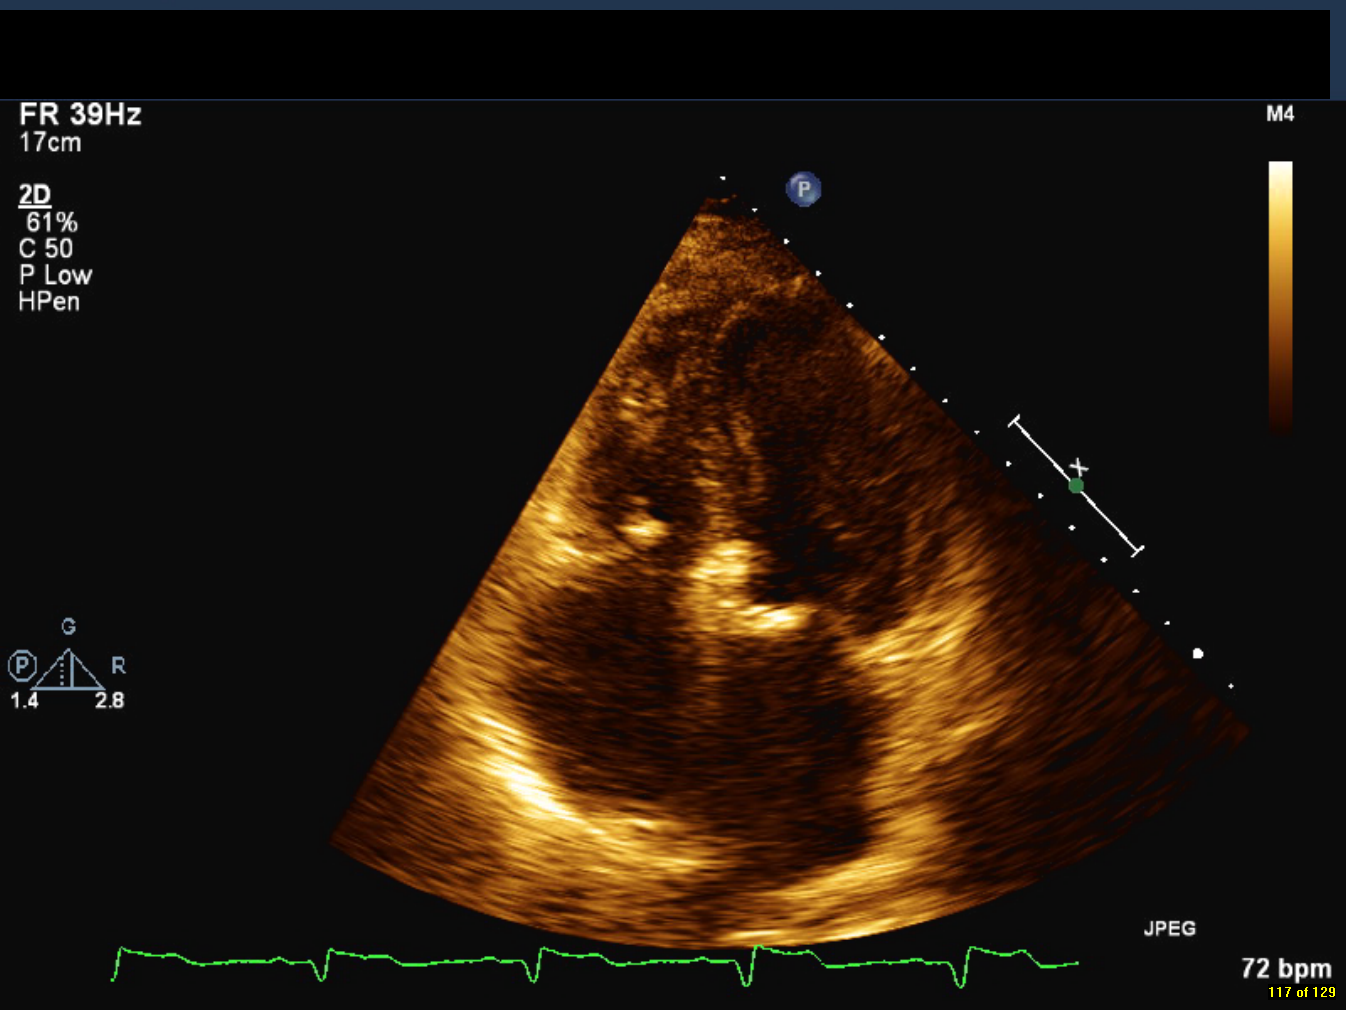 FR 39Hz
17cm
M4
2D
61%
C 50
P Low
HPen
P
X
G
P
R
1.4
2.8
JPEG
72 bpm
117 of 129